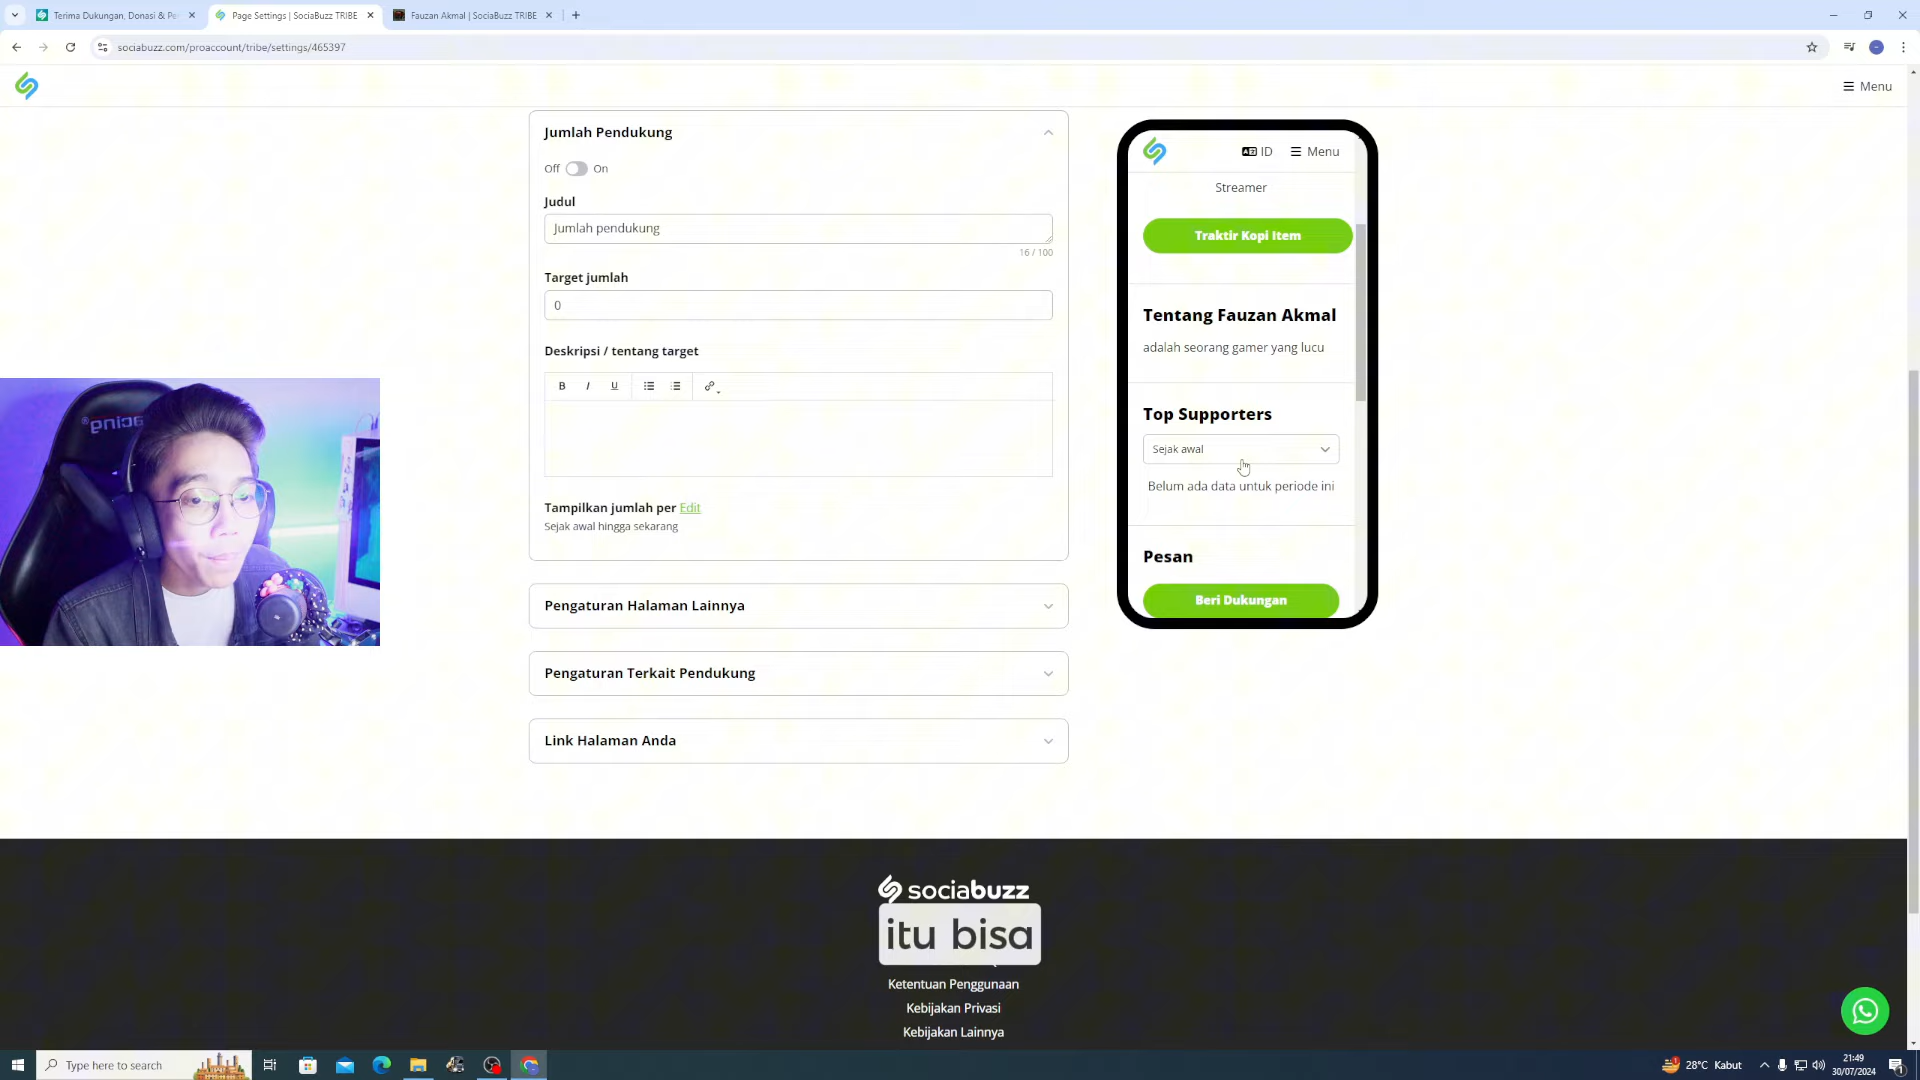 Terima Dukungan, Donasi & Pe
Page Settings | SociaBuzz TRIBE
Fauzan Akmal | SociaBuzz TRIBE
sociabuzz.com/proaccount/tribe/settings/465397
Menu
Jumlah Pendukung
Off On
Judul
Jumlah pendukung
16 / 100
Target jumlah
0
Deskripsi / tentang target
B I U
Tampilkan jumlah per Edit
Sejak awal hingga sekarang
Pengaturan Halaman Lainnya
Pengaturan Terkait Pendukung
Link Halaman Anda
ID Menu
Streamer
Traktir Kopi Item
Tentang Fauzan Akmal
adalah seorang gamer yang lucu
Top Supporters
Sejak awal
Belum ada data untuk periode ini
Pesan
Beri Dukungan
racing
sociabuzz
itu bisa
Ketentuan Penggunaan
Kebijakan Privasi
Kebijakan Lainnya
Type here to search
28°C Kabut
21:49
30/07/2024